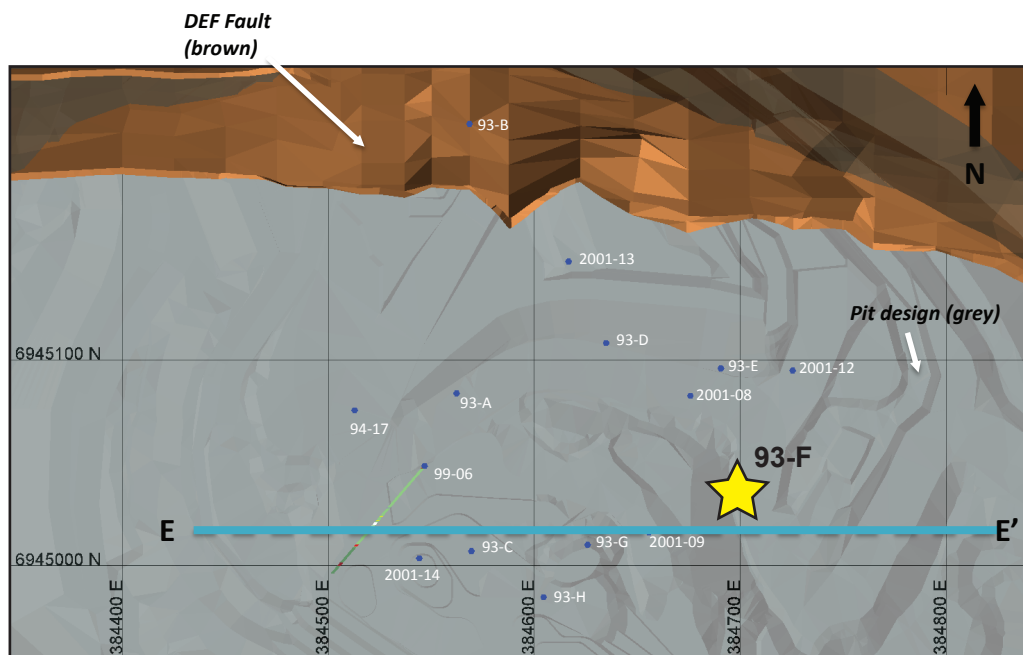 DEF Fault
(brown)
93-B
N
2001-13
Pit design (grey)
93-D
6945100 N
93-E
2001-12
2001-08
93-A
94-17
93-F
99-06
E
E’
93-C
93-G
2001-09
6945000 N
2001-14
93-H
384400 E
384500 E
384600 E
384700 E
384800 E